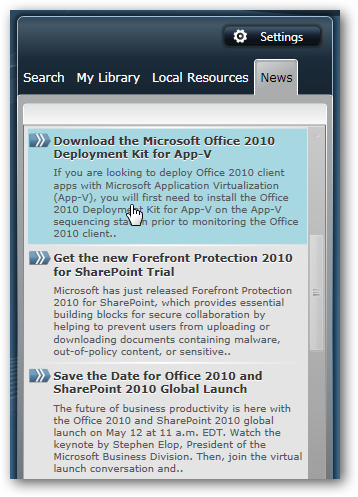 Settings
Search My Library Local Resources News
Download the Microsoft Office 2010
Deployment Kit for App-V
If you are looking to deploy Office 2010 client
apps with Microsoft Application Virtualization
(App-V), you will first need to install the Office
2010 Deployment Kit for App-V on the App-V
sequencing station prior to monitoring the Office
2010 client..
Get the new Forefront Protection 2010
for SharePoint Trial
Microsoft has just released Forefront Protection
2010 for SharePoint, which provides essential
building blocks for secure collaboration by
helping to prevent users from uploading or
downloading documents containing malware,
out-of-policy content, or sensitive..
Save the Date for Office 2010 and
SharePoint 2010 Global Launch
The future of business productivity is here with
the Office 2010 and SharePoint 2010 global
launch on May 12 at 11 a.m. EDT. Watch the
keynote by Stephen Elop, President of the
Microsoft Business Division. Then, join the virtual
launch conversation and..